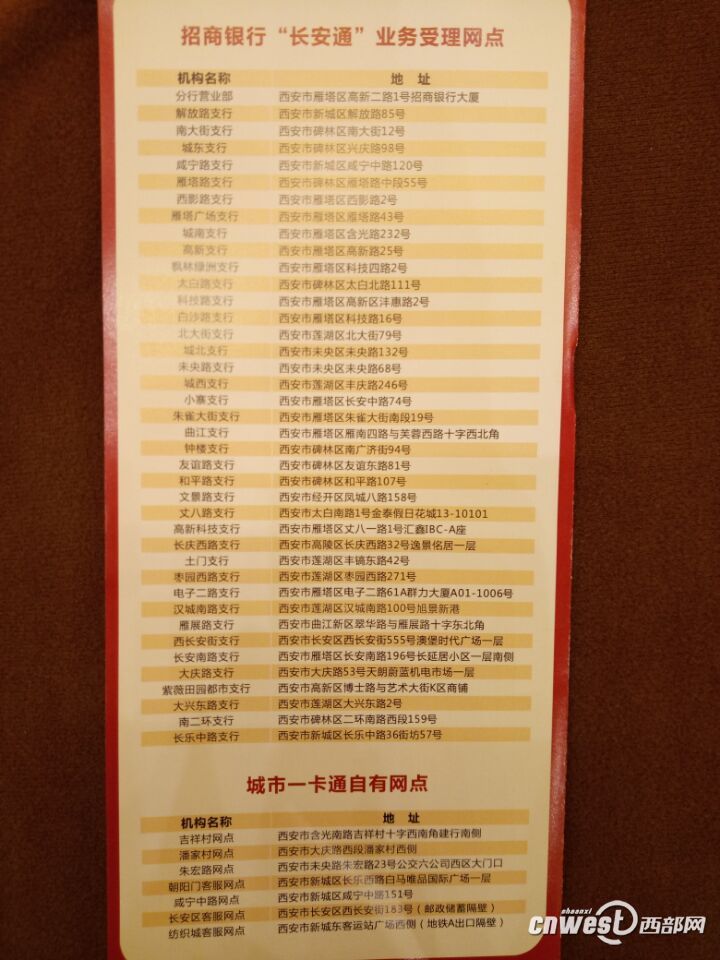 招商银行“长安通”业务受理网点
机构名称 地 址
分行营业部 西安市雁塔区高新二路1号招商银行大厦
解放路支行 西安市新城区解放路85号
南大街支行 西安市碑林区南大街12号
城东支行 西安市碑林区兴庆路98号
咸宁路支行 西安市新城区咸宁中路120号
雁塔路支行 西安市碑林区雁塔路中段55号
西影路支行 西安市雁塔区西影路2号
雁塔广场支行 西安市雁塔区雁塔路43号
城南支行 西安市雁塔区含光路232号
高新支行 西安市雁塔区高新路25号
枫林绿洲支行 西安市雁塔区科技四路2号
太白路支行 西安市碑林区太白北路111号
科技路支行 西安市雁塔区高新区沣惠路2号
白沙路支行 西安市雁塔区科技路16号
北大街支行 西安市莲湖区北大街79号
城北支行 西安市未央区未央路132号
未央路支行 西安市未央区未央路68号
城西支行 西安市莲湖区丰庆路246号
小寨支行 西安市雁塔区长安中路74号
朱雀大街支行 西安市雁塔区朱雀大街南段19号
曲江支行 西安市雁塔区雁南四路与芙蓉西路十字西北角
钟楼支行 西安市碑林区南广济街94号
友谊路支行 西安市碑林区友谊东路81号
和平路支行 西安市碑林区和平路107号
文景路支行 西安市经开区凤城八路158号
丈八路支行 西安市太白南路1号金泰假日花城13-10101
高新科技支行 西安市雁塔区丈八一路1号汇鑫IBC-A座
长庆西路支行 西安市高陵区长庆西路32号逸景佲居一层
土门支行 西安市莲湖区丰镐东路42号
枣园西路支行 西安市莲湖区枣园西路271号
电子二路支行 西安市雁塔区电子二路61A群力大厦A01-1006号
汉城南路支行 西安市莲湖区汉城南路100号旭景新港
雁展路支行 西安市曲江新区翠华路与雁展路十字东北角
西长安街支行 西安市长安区西长安街555号澳堡时代广场一层
长安南路支行 西安市雁塔区长安南路196号长延居小区一层南侧
大庆路支行 西安市大庆路53号天朗蔚蓝机电市场一层
紫薇田园都市支行 西安市高新区博士路与艺术大街K区商铺
大兴东路支行 西安市莲湖区大兴东路2号
南二环支行 西安市碑林区二环南路西段159号
长乐中路支行 西安市新城区长乐中路36街坊57号
城市一卡通自有网点
机构名称 地 址
吉祥村网点 西安市含光南路吉祥村十字西南角建行南侧
潘家村网点 西安市大庆路西段潘家村西侧
朱宏路网点 西安市未央路朱宏路23号公交六公司西区大门口
朝阳门客服网点 西安市新城区长乐西路白马唯品国际广场一层
咸宁中路网点 西安市新城区咸宁中路151号
长安区客服网点 西安市长安区西长安街183号（邮政储蓄隔壁）
纺织城客服网点 西安市新城东客运站广场西侧（地铁A出口隔壁）
shaanxi
cnwest 西部网